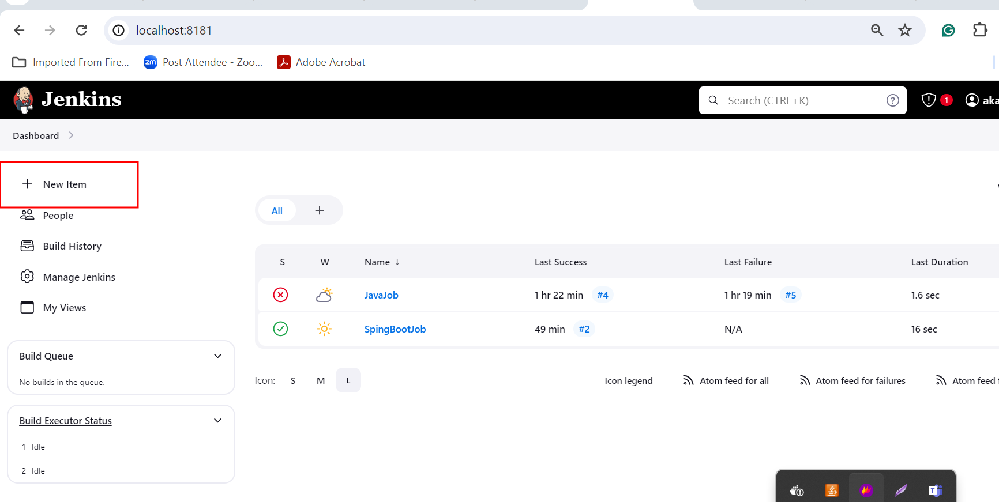 localhost:8181
Imported From Fire...
zm Post Attendee - Zoo...
Adobe Acrobat
Jenkins
Search (CTRL+K) ?
1
aka
Dashboard
New Item
People
Build History
Manage Jenkins
My Views
All
S W Name ↓ Last Success Last Failure Last Duration
JavaJob 1 hr 22 min #4 1 hr 19 min #5 1.6 sec
SpingBootJob 49 min #2 N/A 16 sec
Build Queue
No builds in the queue.
Icon: S M L
Icon legend
Atom feed for all
Atom feed for failures
Atom feed
Build Executor Status
1 Idle
2 Idle